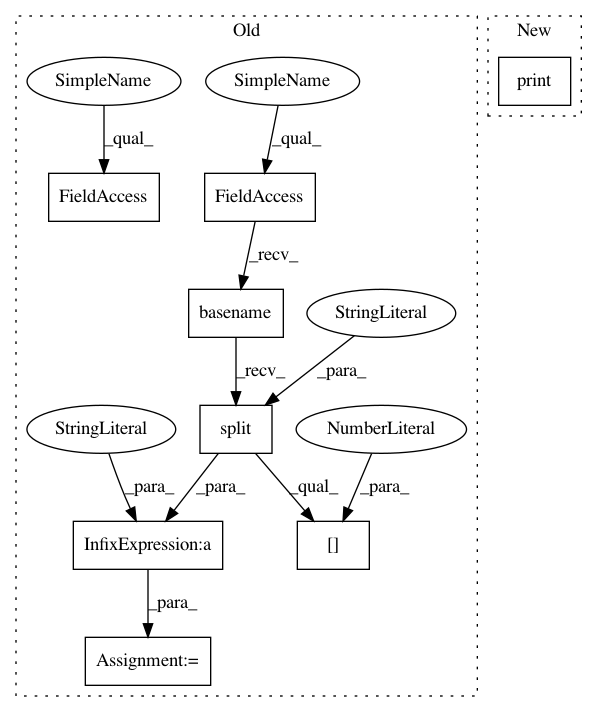 Old
New
SimpleName
SimpleName
print
_qual_
_qual_
FieldAccess
FieldAccess
_recv_
basename
StringLiteral
_recv_
_para_
StringLiteral
split
NumberLiteral
_para_
_para_
_qual_
_para_
InfixExpression:a
[]
_para_
Assignment:=